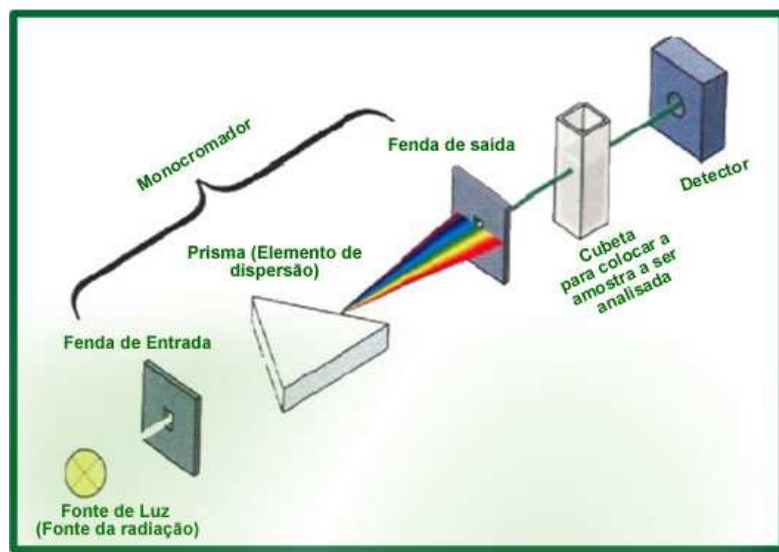 Monocromador
Fenda de saída
Detector
Prisma (Elemento de
dispersão)
Cubeta
para colocar a
amostra a ser
analisada
Fenda de Entrada
Fonte de Luz
(Fonte da radiação)